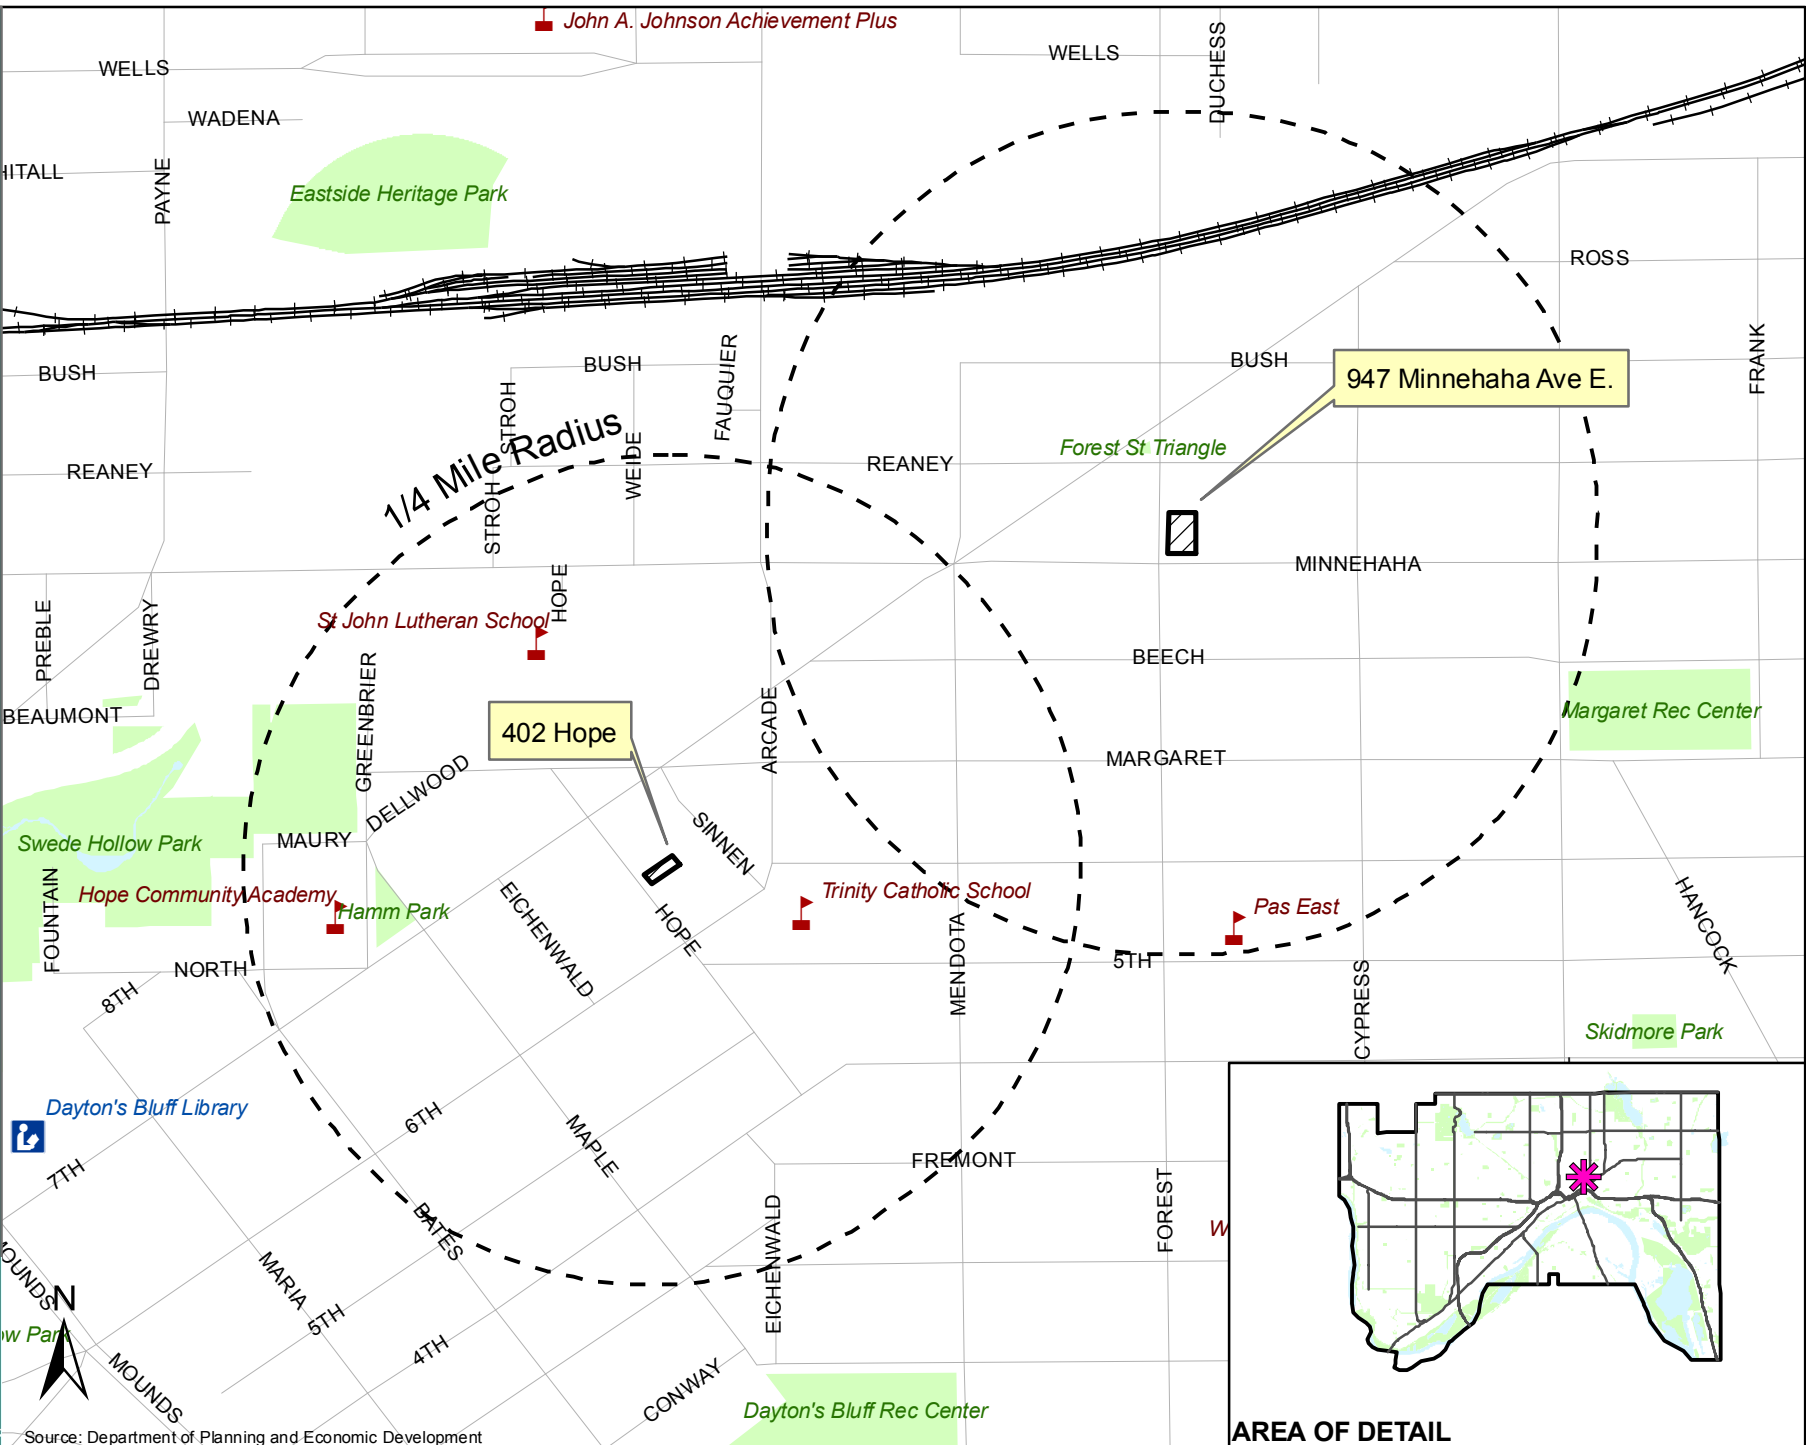 John A. Johnson Achievement Plus
WELLS
WELLS
DUCHESS
WADENA
HITALL
PAYNE
Eastside Heritage Park
ROSS
BUSH
BUSH
FAUQUIER
BUSH
947 Minnehaha Ave E.
FRANK
STROH
1/4 Mile Radius
WEIDE
REANEY
REANEY
Forest St Triangle
STROH
MINNEHAHA
HOPE
PREBLE
DREWRY
St John Lutheran School
BEECH
GREENBRIER
BEAUMONT
402 Hope
ARCADE
Margaret Rec Center
MARGARET
DELLWOOD
SINNEN
Swede Hollow Park
MAURY
Hope Community Academy
Hamm Park
Trinity Catholic School
Pas East
FOUNTAIN
EICHENWALD
HOPE
MENDOTA
HANCOCK
NORTH
5TH
8TH
CYPRESS
Skidmore Park
Dayton's Bluff Library
6TH
MAPLE
7TH
FREMONT
FOREST
BATES
EICHENWALD
W
MOUNDS
MARIA
N
5TH
ow Park
4TH
MOUNDS
CONWAY
Dayton's Bluff Rec Center
AREA OF DETAIL
Source: Department of Planning and Economic Development